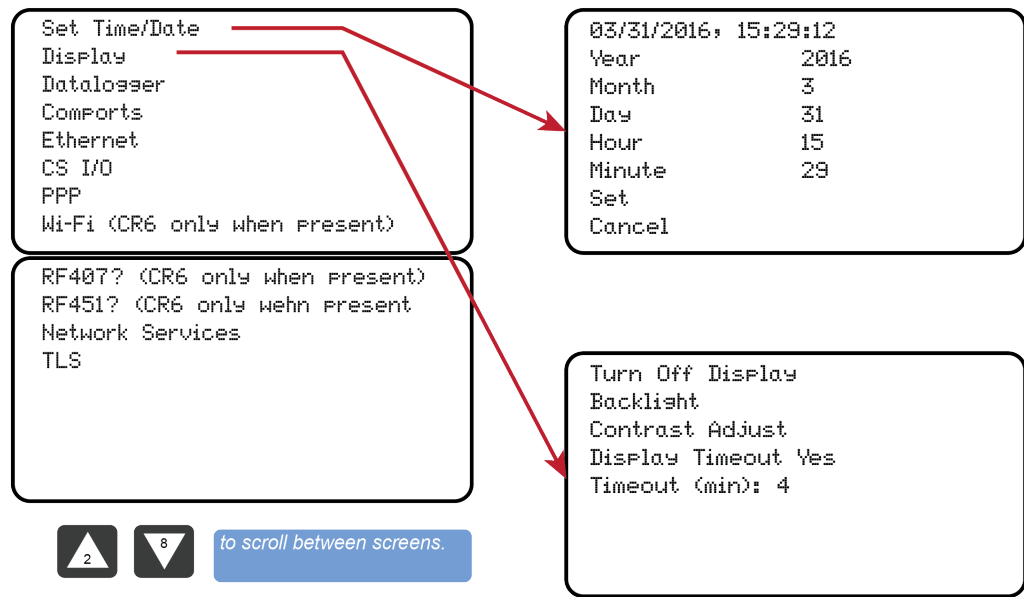 Set Time/Date
Display
Datalogger
Comports
Ethernet
CS I/O
PPP
Wi-Fi (CR6 only when present)
RF407? (CR6 only when present)
RF451? (CR6 only wehn present
Network Services
TLS
2
8
to scroll between screens.
03/31/2016, 15:29:12
Year 2016
Month 3
Day 31
Hour 15
Minute 29
Set
Cancel
Turn Off Display
Backlight
Contrast Adjust
Display Timeout Yes
Timeout (min): 4